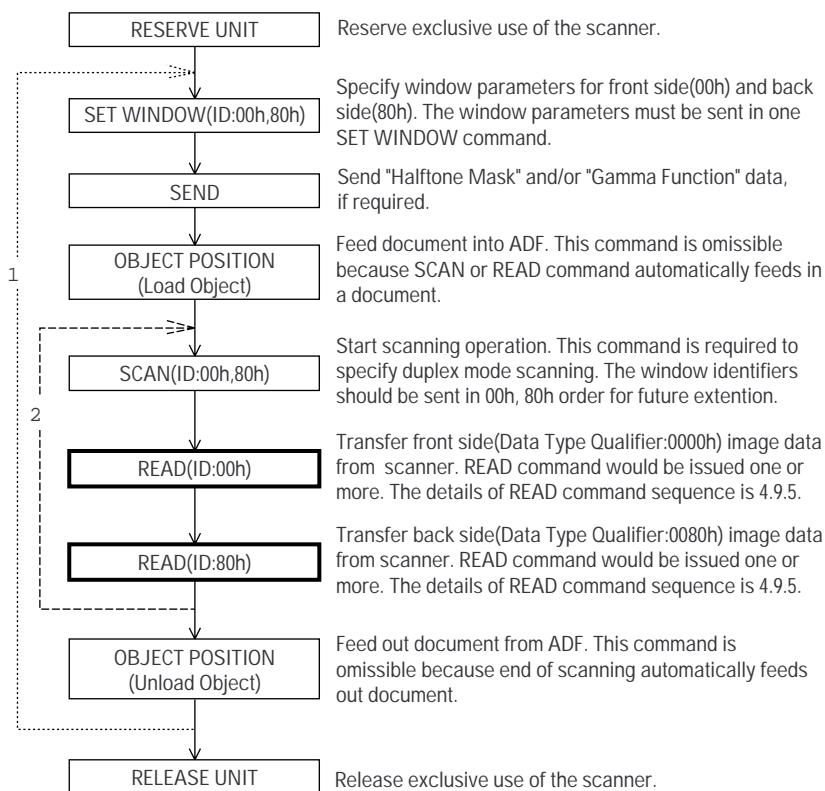 RESERVE UNIT
Reserve exclusive use of the scanner.
SET WINDOW(ID:00h,80h)
Specify window parameters for front side(00h) and back
side(80h). The window parameters must be sent in one
SET WINDOW command.
SEND
Send "Halftone Mask" and/or "Gamma Function" data,
if required.
OBJECT POSITION
(Load Object)
Feed document into ADF. This command is omissible
because SCAN or READ command automatically feeds in
a document.
1
SCAN(ID:00h,80h)
Start scanning operation. This command is required to
specify duplex mode scanning. The window identifiers
should be sent in 00h, 80h order for future extention.
2
READ(ID:00h)
Transfer front side(Data Type Qualifier:0000h) image data
from scanner. READ command would be issued one or
more. The details of READ command sequence is 4.9.5.
READ(ID:80h)
Transfer back side(Data Type Qualifier:0080h) image data
from scanner. READ command would be issued one or
more. The details of READ command sequence is 4.9.5.
OBJECT POSITION
(Unload Object)
Feed out document from ADF. This command is
omissible because end of scanning automatically feeds
out document.
RELEASE UNIT
Release exclusive use of the scanner.